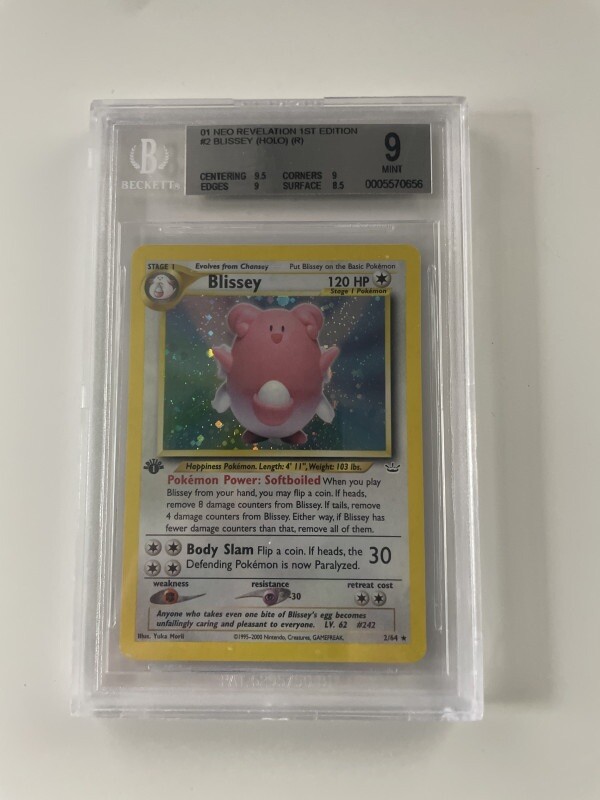 01 NEO REVELATION 1ST EDITION
#2 BLISSEY (HOLO) (R)
9
MINT
CENTERING 9.5 CORNERS 9
EDGES 9 SURFACE 8.5
0005570656
B
BECKETT
STAGE 1 Evolves from Chansey Put Blissey on the Basic Pokémon
Blissey 120 HP
Stage 1 Pokémon
Happiness Pokémon. Length: 4' 11", Weight: 103 lbs.
Pokémon Power: Softboiled When you play
Blissey from your hand, you may flip a coin. If heads,
remove 8 damage counters from Blissey. If tails, remove
4 damage counters from Blissey. Either way, if Blissey has
fewer damage counters than that, remove all of them.
Body Slam Flip a coin. If heads, the
Defending Pokémon is now Paralyzed.
30
weakness resistance retreat cost
-30
Anyone who takes even one bite of Blissey's egg becomes
unfailingly caring and pleasant to everyone. LV. 62 #242
Illus. Yuka Morii ©1995-2000 Nintendo, Creatures, GAMEFREAK. 2/64